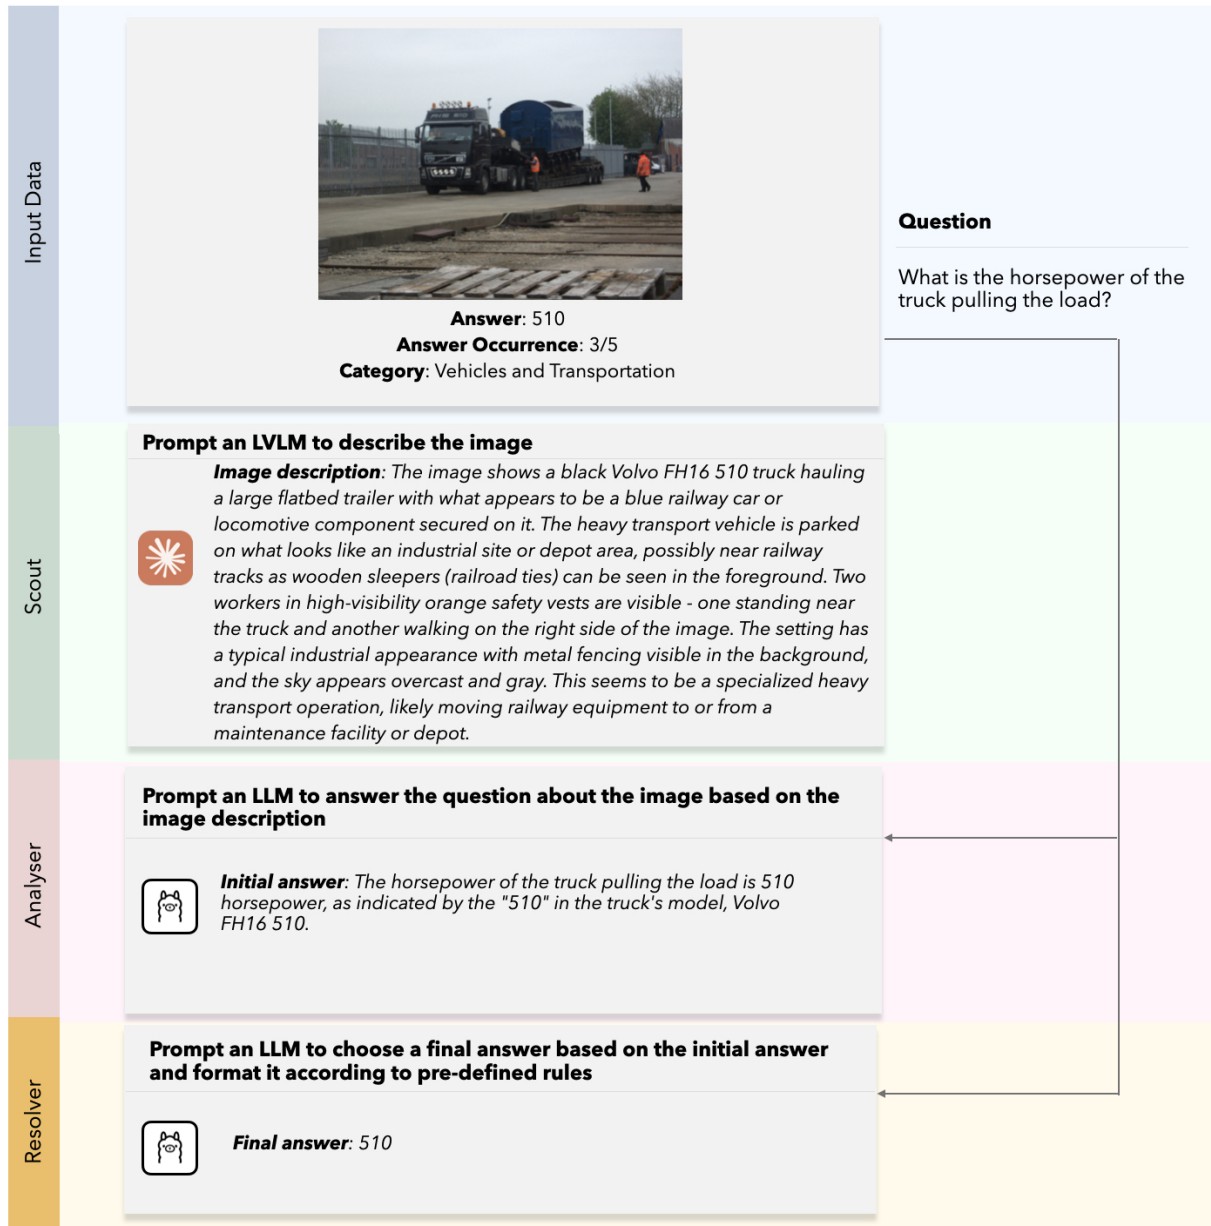 Input Data
Answer: 510
Answer Occurrence: 3/5
Category: Vehicles and Transportation
Question
What is the horsepower of the
truck pulling the load?
Scout
Prompt an LVLM to describe the image
Image description: The image shows a black Volvo FH16 510 truck hauling
a large flatbed trailer with what appears to be a blue railway car or
locomotive component secured on it. The heavy transport vehicle is parked
on what looks like an industrial site or depot area, possibly near railway
tracks as wooden sleepers (railroad ties) can be seen in the foreground. Two
workers in high-visibility orange safety vests are visible - one standing near
the truck and another walking on the right side of the image. The setting has
a typical industrial appearance with metal fencing visible in the background,
and the sky appears overcast and gray. This seems to be a specialized heavy
transport operation, likely moving railway equipment to or from a
maintenance facility or depot.
Analyser
Prompt an LLM to answer the question about the image based on the
image description
Initial answer: The horsepower of the truck pulling the load is 510
horsepower, as indicated by the "510" in the truck's model, Volvo
FH16 510.
Resolver
Prompt an LLM to choose a final answer based on the initial answer
and format it according to pre-defined rules
Final answer: 510